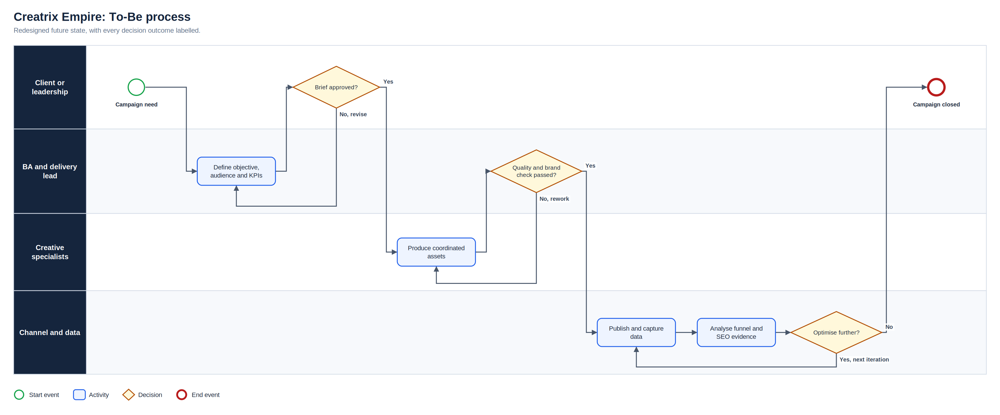 Creatrix Empire: To-Be process
Redesigned future state, with every decision outcome labelled.
Client or
leadership
Campaign need
Brief approved?
Yes
No, revise
Campaign closed
BA and delivery
lead
Define objective,
audience and KPIs
Quality and brand
check passed?
Yes
No, rework
Creative
specialists
Produce coordinated
assets
Channel and data
Publish and capture
data
Analyse funnel and
SEO evidence
Optimise further?
No
Yes, next iteration
Start event
Activity
Decision
End event